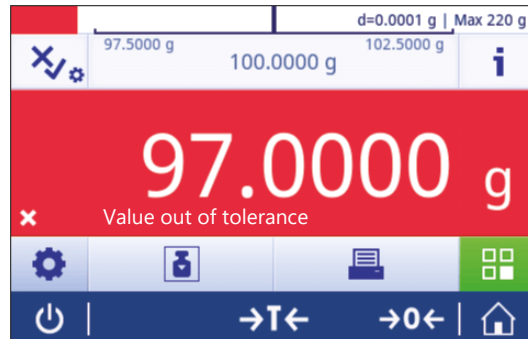 d=0.0001 g | Max 220 g
97.5000 g 100.0000 g 102.5000 g
i
97.0000 g
Value out of tolerance
→T← →0←